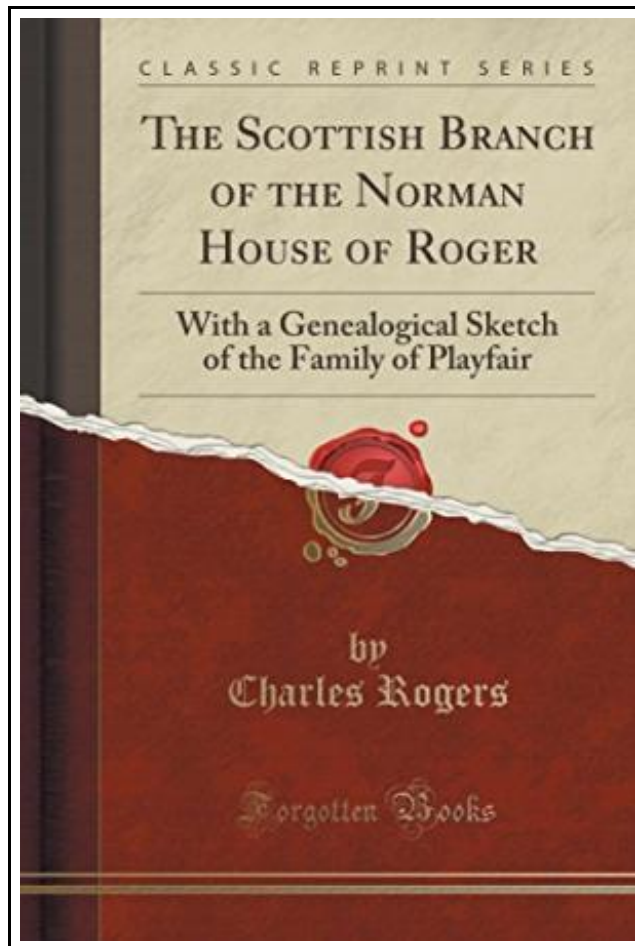 CLASSIC REPRINT SERIES
THE SCOTTISH BRANCH
OF THE NORMAN
HOUSE OF ROGER
With a Genealogical Sketch
of the Family of Playfair
by
Charles Rogers
Forgotten Books